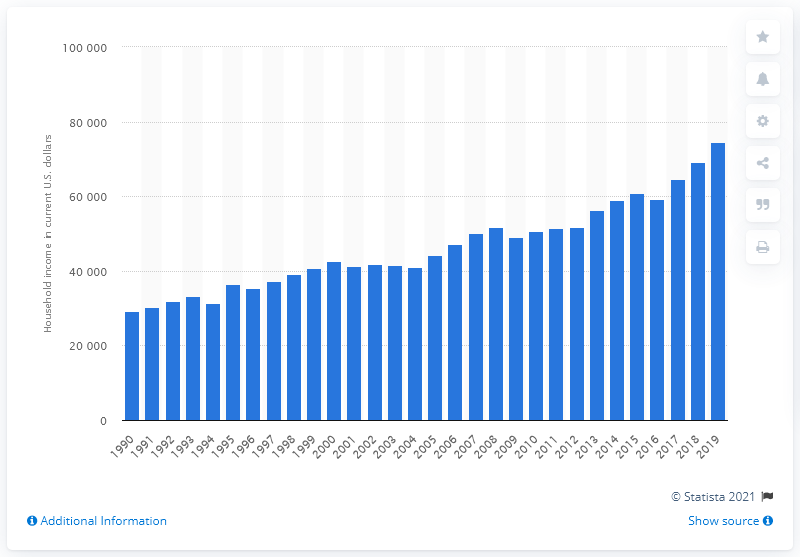 100 000
80 000
60 000
40 000
20 000
0
Household income in current U.S. dollars
1990 1991 1992 1993 1994 1995 1996 1997 1998 1999 2000 2001 2002 2003 2004 2005 2006 2007 2008 2009 2010 2011 2012 2013 2014 2015 2016 2017 2018 2019
© Statista 2021
Additional Information
Show source